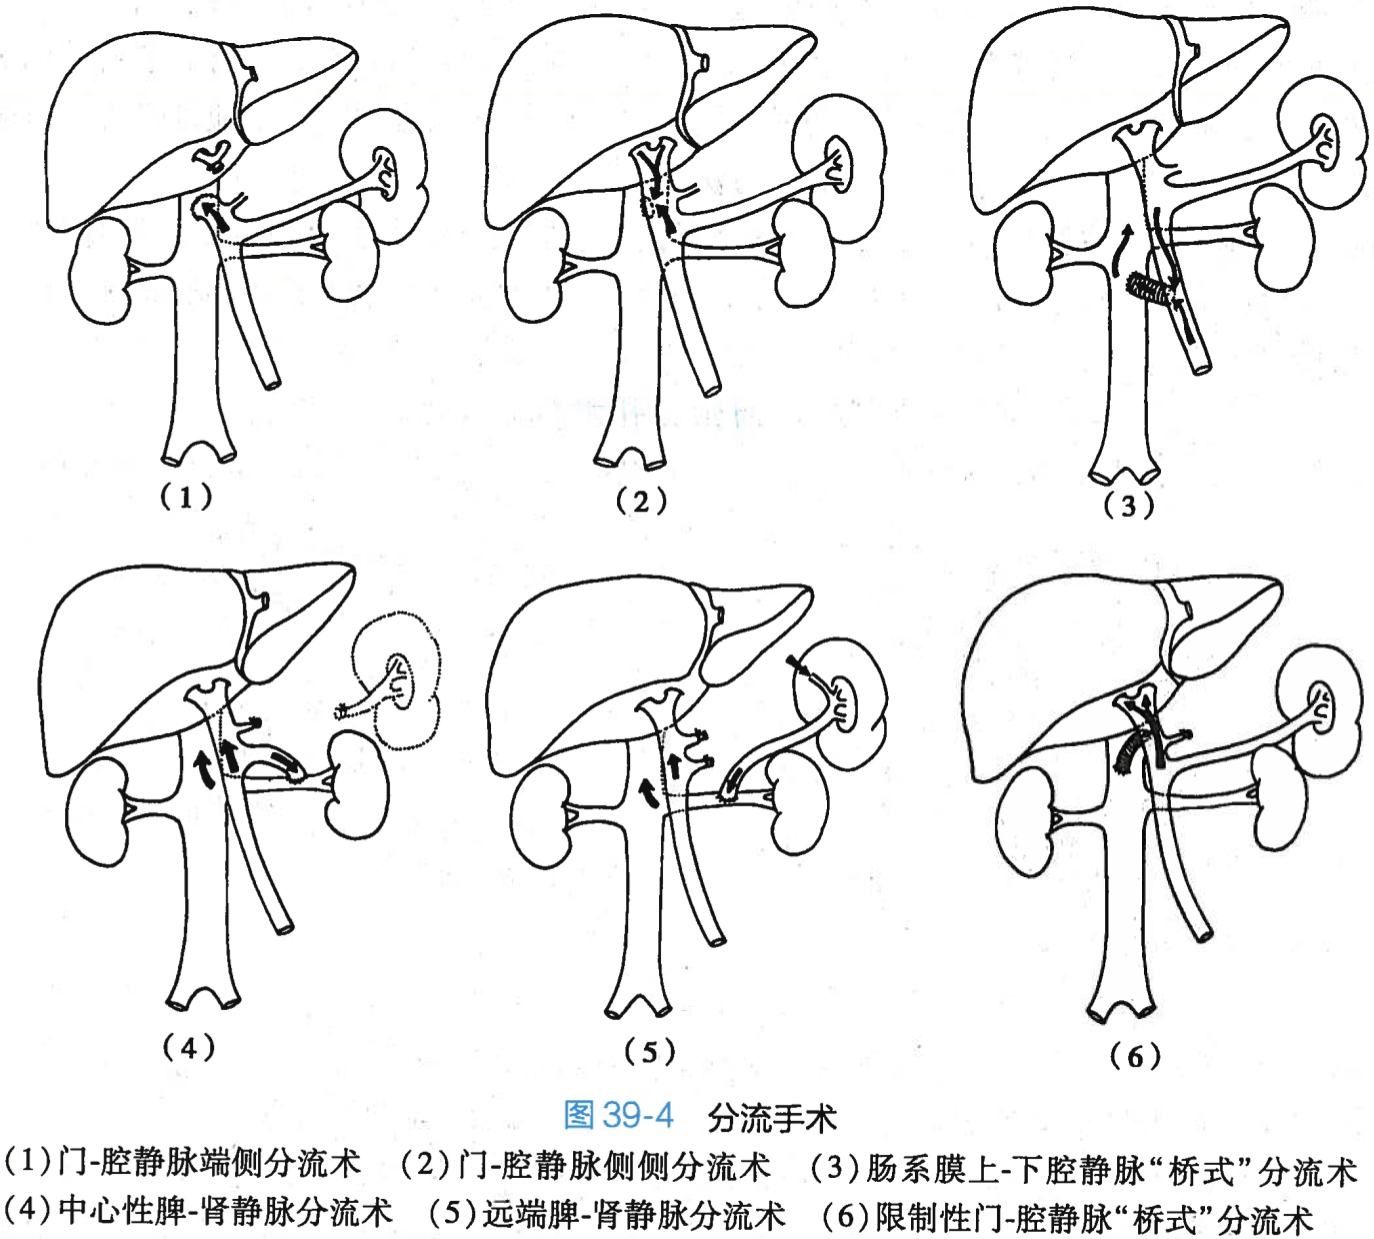 (1)
(2)
(3)
(4)
(5)
(6)
图 39-4 分流手术
(1)门-腔静脉端侧分流术 (2)门-腔静脉侧侧分流术 (3)肠系膜上-下腔静脉“桥式”分流术
(4)中心性脾-肾静脉分流术 (5)远端脾-肾静脉分流术 (6)限制性门-腔静脉“桥式”分流术